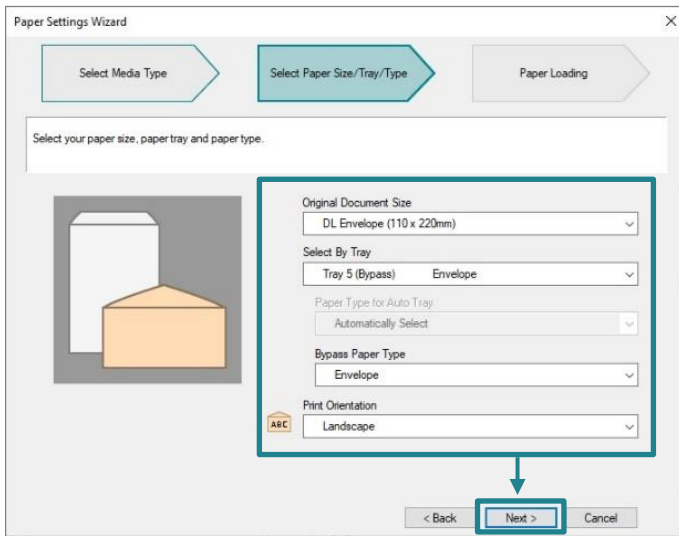 Paper Settings Wizard
Select Media Type
Select Paper Size/Tray/Type
Paper Loading
Select your paper size, paper tray and paper type.
Original Document Size
DL Envelope (110 x 220mm)
Select By Tray
Tray 5 (Bypass) Envelope
Paper Type for Auto Tray
Automatically Select
Bypass Paper Type
Envelope
Print Orientation
ABC
Landscape
< Back Next > Cancel